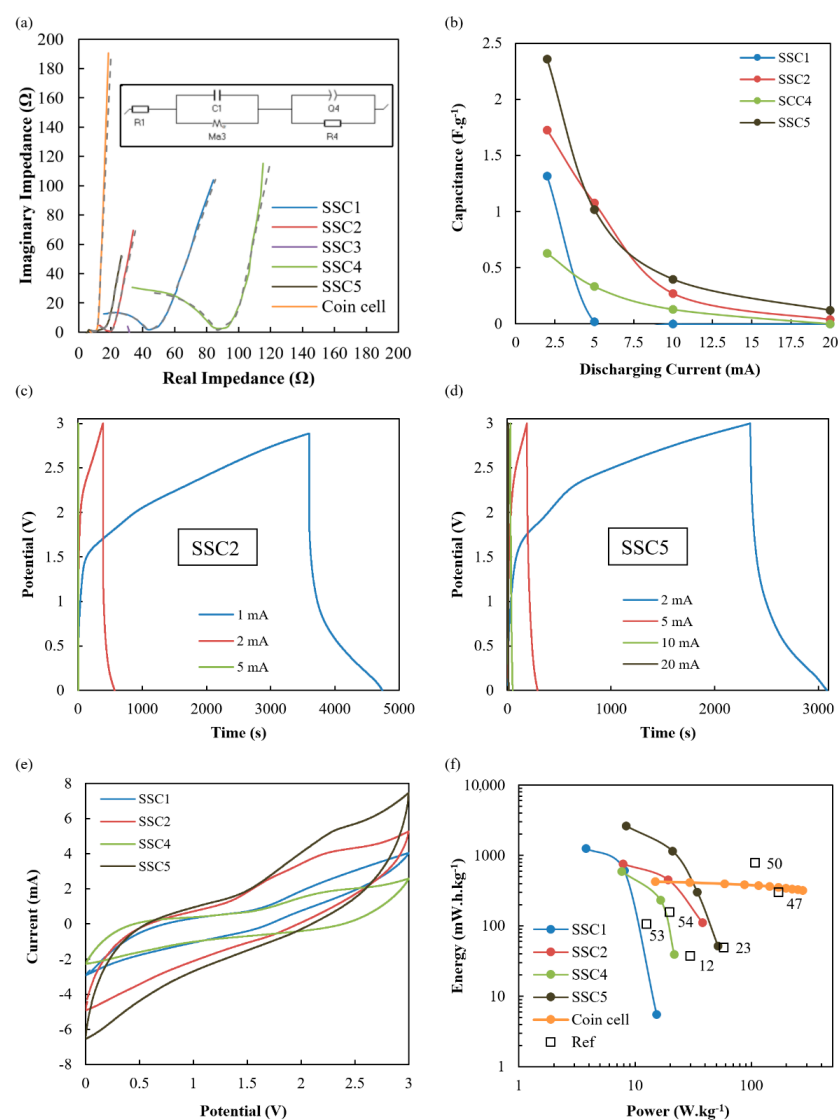 (a)
200
180
160
140
120
100
80
60
40
20
0
0 20 40 60 80 100 120 140 160 180 200
Imaginary Impedance (Ω)
Real Impedance (Ω)
R1
C1
Ma3
Q4
R4
SSC1
SSC2
SSC3
SSC4
SSC5
Coin cell
(b)
2.5
2
1.5
1
0.5
0
0 2.5 5 7.5 10 12.5 15 17.5 20
Capacitance (F.g-1)
Discharging Current (mA)
SSC1
SSC2
SCC4
SSC5
(c)
3
2.5
2
1.5
1
0.5
0
0 1000 2000 3000 4000 5000
Potential (V)
Time (s)
SSC2
1 mA
2 mA
5 mA
(d)
3
2.5
2
1.5
1
0.5
0
0 1000 2000 3000
Potential (V)
Time (s)
SSC5
2 mA
5 mA
10 mA
20 mA
(e)
8
6
4
2
0
-2
-4
-6
-8
0 0.5 1 1.5 2 2.5 3
Current (mA)
Potential (V)
SSC1
SSC2
SSC4
SSC5
(f)
10,000
1000
100
10
1
1 10 100
Energy (mW.h.kg-1)
Power (W.kg-1)
50
47
54
53
23
12
SSC1
SSC2
SSC4
SSC5
Coin cell
Ref